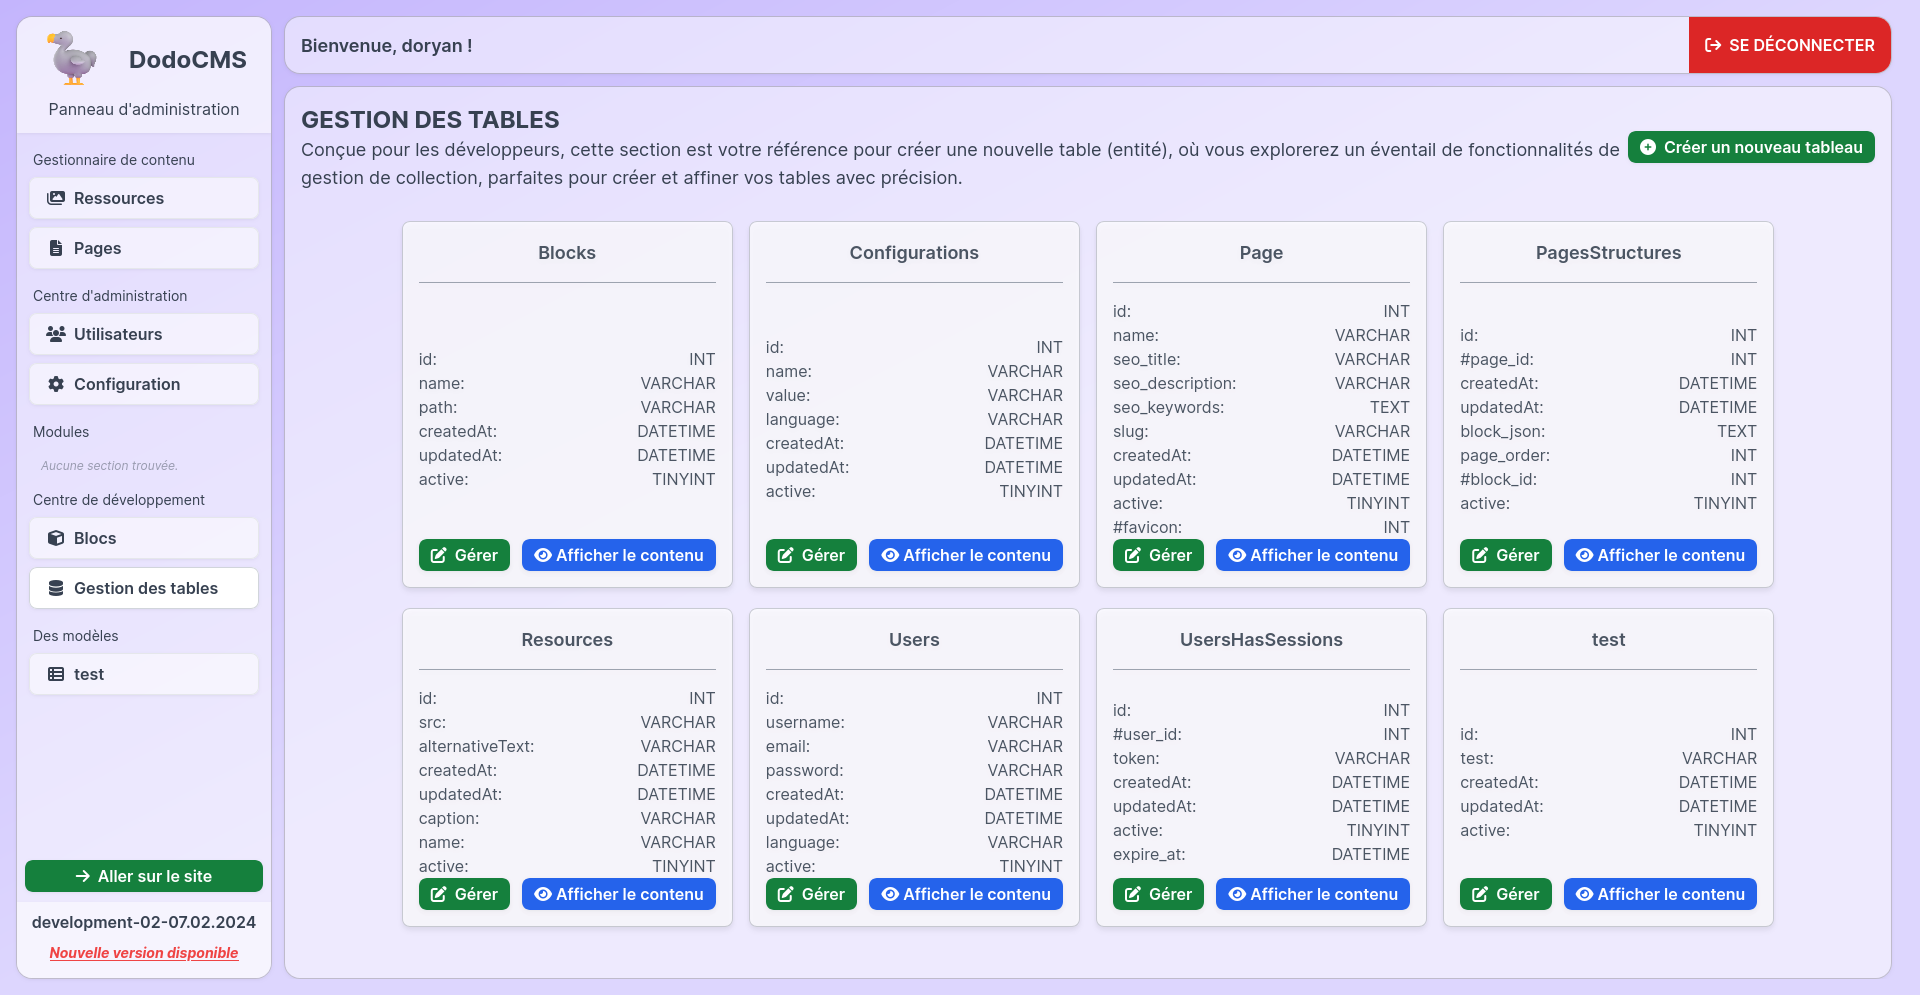 DodoCMS
Panneau d'administration
Gestionnaire de contenu
Ressources
Pages
Centre d'administration
Utilisateurs
Configuration
Modules
Aucune section trouvée.
Centre de développement
Blocs
Gestion des tables
Des modèles
test
Aller sur le site
development-02-07.02.2024
Nouvelle version disponible
Bienvenue, doryan !
SE DÉCONNECTER
GESTION DES TABLES
Conçue pour les développeurs, cette section est votre référence pour créer une nouvelle table (entité), où vous explorerez un éventail de fonctionnalités de
gestion de collection, parfaites pour créer et affiner vos tables avec précision.
Créer un nouveau tableau
Blocks
id: INT
name: VARCHAR
path: VARCHAR
createdAt: DATETIME
updatedAt: DATETIME
active: TINYINT
Gérer Afficher le contenu
Configurations
id: INT
name: VARCHAR
value: VARCHAR
language: VARCHAR
createdAt: DATETIME
updatedAt: DATETIME
active: TINYINT
Gérer Afficher le contenu
Page
id: INT
name: VARCHAR
seo_title: VARCHAR
seo_description: VARCHAR
seo_keywords: TEXT
slug: VARCHAR
createdAt: DATETIME
updatedAt: DATETIME
active: TINYINT
#favicon: INT
Gérer Afficher le contenu
PagesStructures
id: INT
#page_id: INT
createdAt: DATETIME
updatedAt: DATETIME
block_json: TEXT
page_order: INT
#block_id: INT
active: TINYINT
Gérer Afficher le contenu
Resources
id: INT
src: VARCHAR
alternativeText: VARCHAR
createdAt: DATETIME
updatedAt: DATETIME
caption: VARCHAR
name: VARCHAR
active: TINYINT
Gérer Afficher le contenu
Users
id: INT
username: VARCHAR
email: VARCHAR
password: VARCHAR
createdAt: DATETIME
updatedAt: DATETIME
language: VARCHAR
active: TINYINT
Gérer Afficher le contenu
UsersHasSessions
id: INT
#user_id: INT
token: VARCHAR
createdAt: DATETIME
updatedAt: DATETIME
active: TINYINT
expire_at: DATETIME
Gérer Afficher le contenu
test
id: INT
test: VARCHAR
createdAt: DATETIME
updatedAt: DATETIME
active: TINYINT
Gérer Afficher le contenu